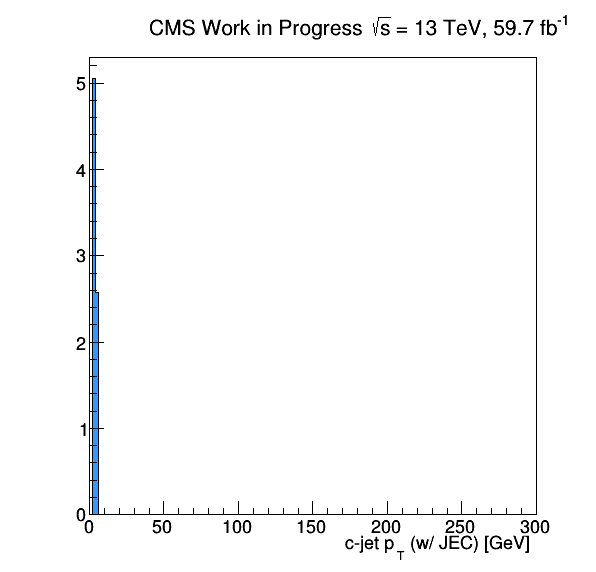 CMS Work in Progress √s = 13 TeV, 59.7 fb⁻¹
5
4
3
2
1
0
0 50 100 150 200 250 300
c-jet p_T (w/ JEC) [GeV]